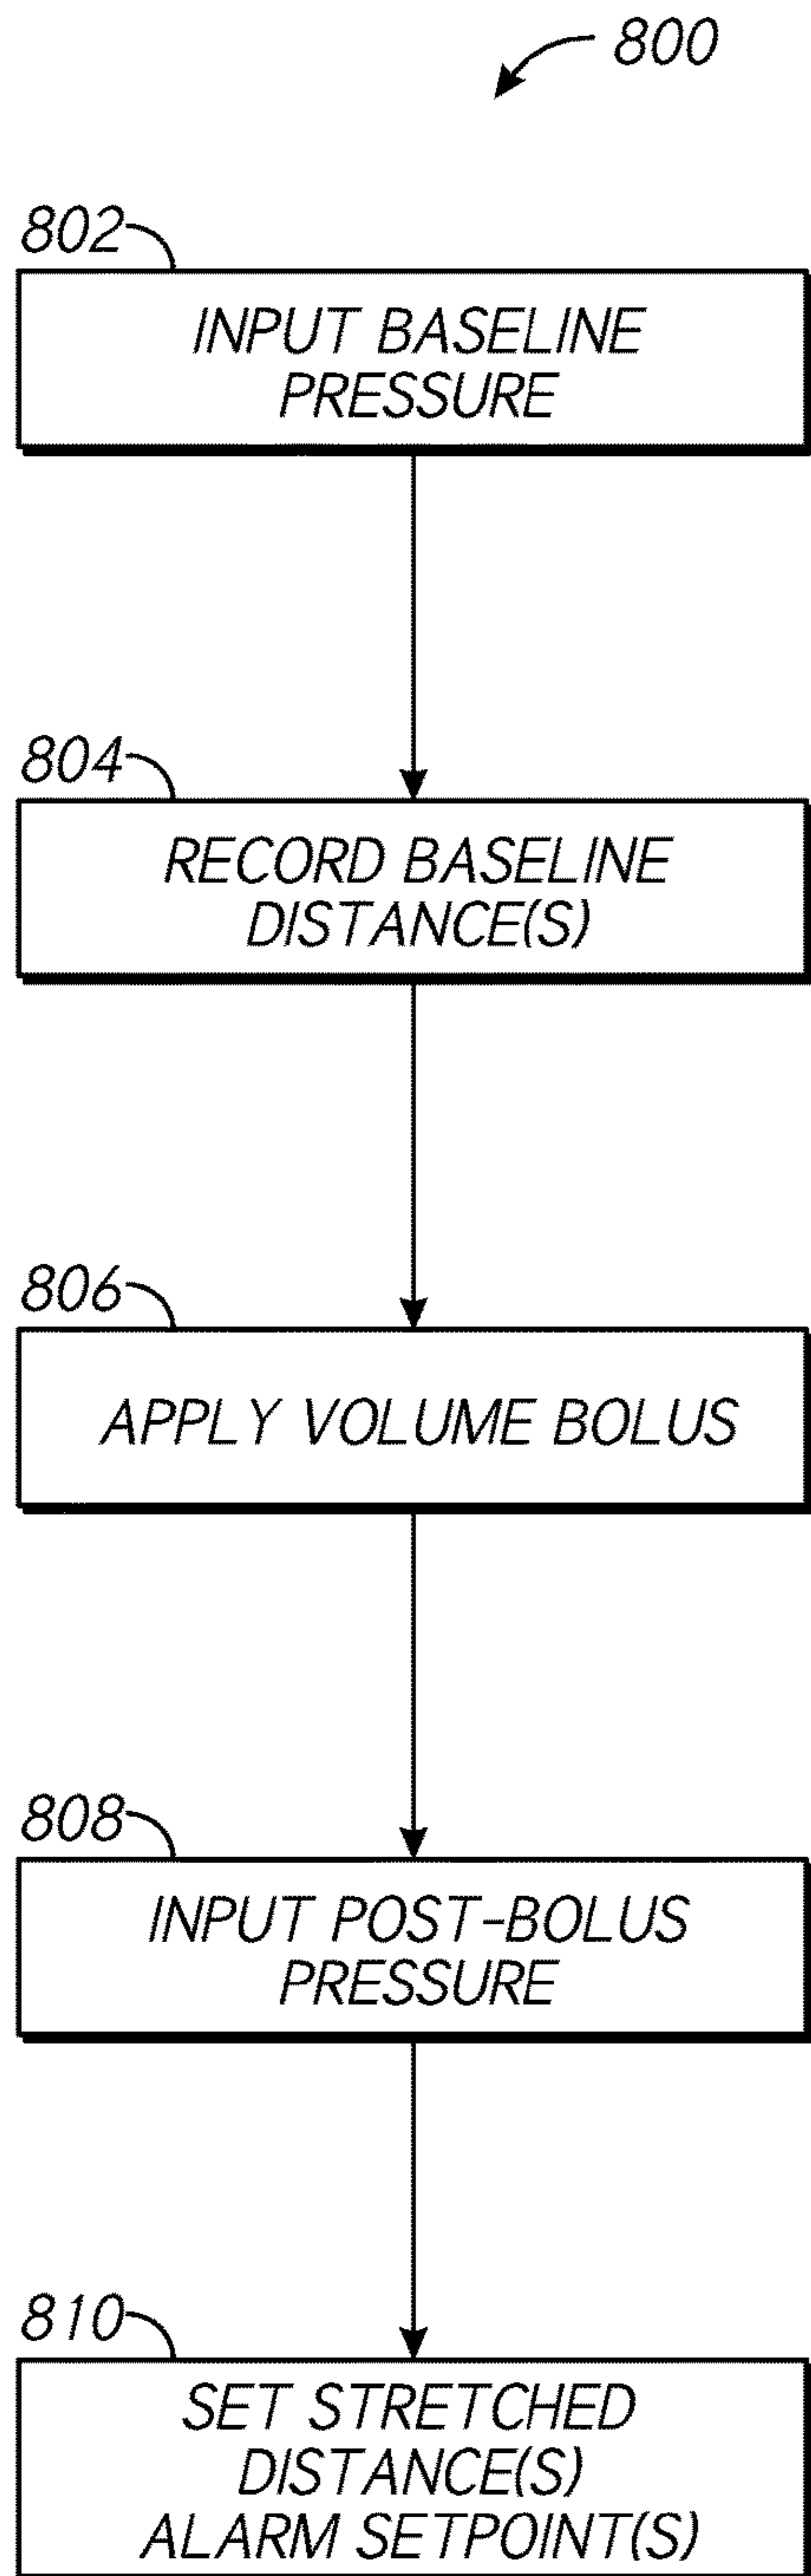 800
802
INPUT BASELINE
PRESSURE
804
RECORD BASELINE
DISTANCE(S)
806
APPLY VOLUME BOLUS
808
INPUT POST-BOLUS
PRESSURE
810
SET STRETCHED
DISTANCE(S)
ALARM SETPOINT(S)